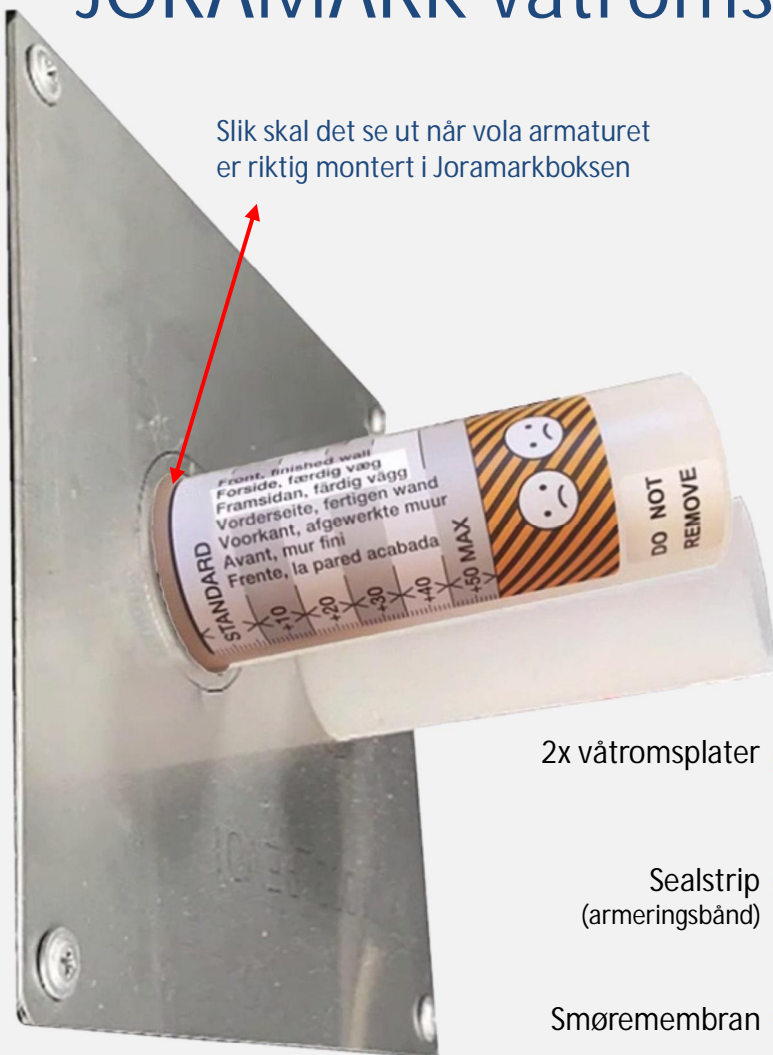 JORAMARK våtroms
Slik skal det se ut når vola armaturet
er riktig montert i Joramarkboksen
Front, finished wall
Forside, færdig væg
Framsidan, färdig vägg
Vorderseite, fertigen wand
Voorkant, afgewerkte muur
Avant, mur fini
Frente, la pared acabada
STANDARD
+10
+20
+30
+40
+50 MAX
DO NOT
REMOVE
2x våtromsplater
Sealstrip
(armeringsbånd)
Smøremembran